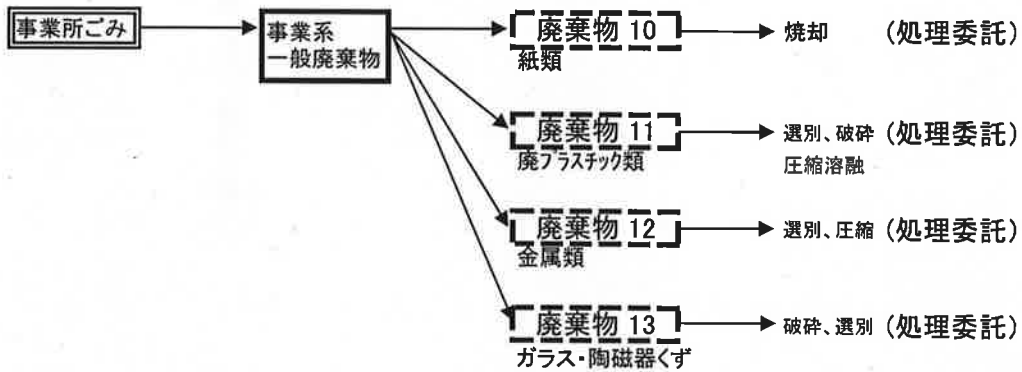 事業所ごみ
事業系
一般廃棄物
廃棄物 10
紙類
焼却 (処理委託)
廃棄物 11
廃プラスチック類
選別、破砕 (処理委託)
圧縮溶融
廃棄物 12
金属類
選別、圧縮 (処理委託)
廃棄物 13
ガラス・陶磁器くず
破砕、選別 (処理委託)